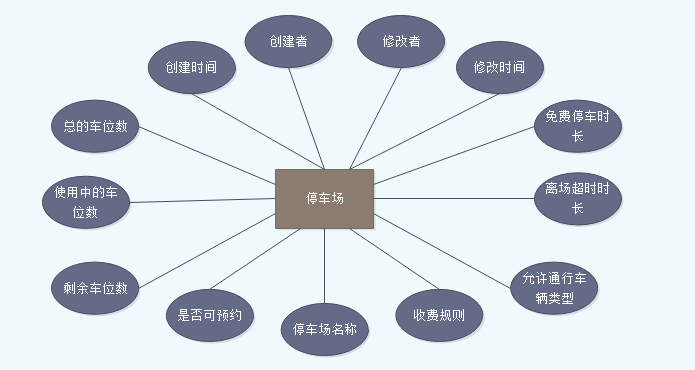 创建者
修改者
创建时间
修改时间
总的车位数
免费停车时
长
使用中的车
位数
停车场
离场超时时
长
剩余车位数
允许通行车
辆类型
是否可预约
停车场名称
收费规则